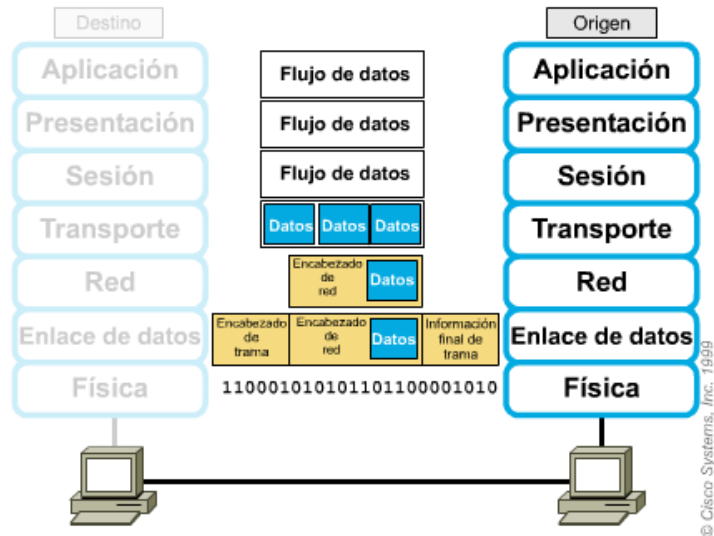 Destino
Origen
Aplicación
Flujo de datos
Aplicación
Presentación
Flujo de datos
Presentación
Sesión
Flujo de datos
Sesión
Transporte
Datos Datos Datos
Transporte
Red
Encabezado
de
red
Datos
Red
Enlace de datos
Encabezado
de
trama
Encabezado
de
red
Datos
Información
final de
trama
Enlace de datos
Física
1100010101011011000001010
Física
© Cisco Systems, Inc. 1999